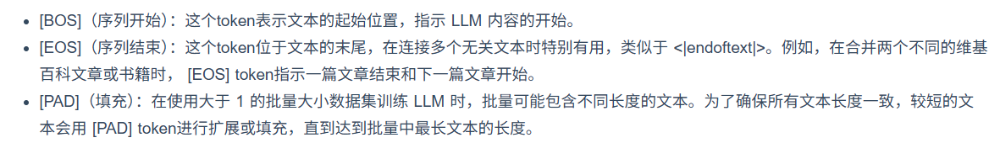 • [BOS]（序列开始）：这个token表示文本的起始位置，指示 LLM 内容的开始。
• [EOS]（序列结束）：这个token位于文本的末尾，在连接多个无关文本时特别有用，类似于 <|endoftext|>。例如，在合并两个不同的维基
百科文章或书籍时， [EOS] token指示一篇文章结束和下一篇文章开始。
• [PAD]（填充）：在使用大于 1 的批量大小数据集训练 LLM 时，批量可能包含不同长度的文本。为了确保所有文本长度一致，较短的文
本会用 [PAD] token进行扩展或填充，直到达到批量中最长文本的长度。